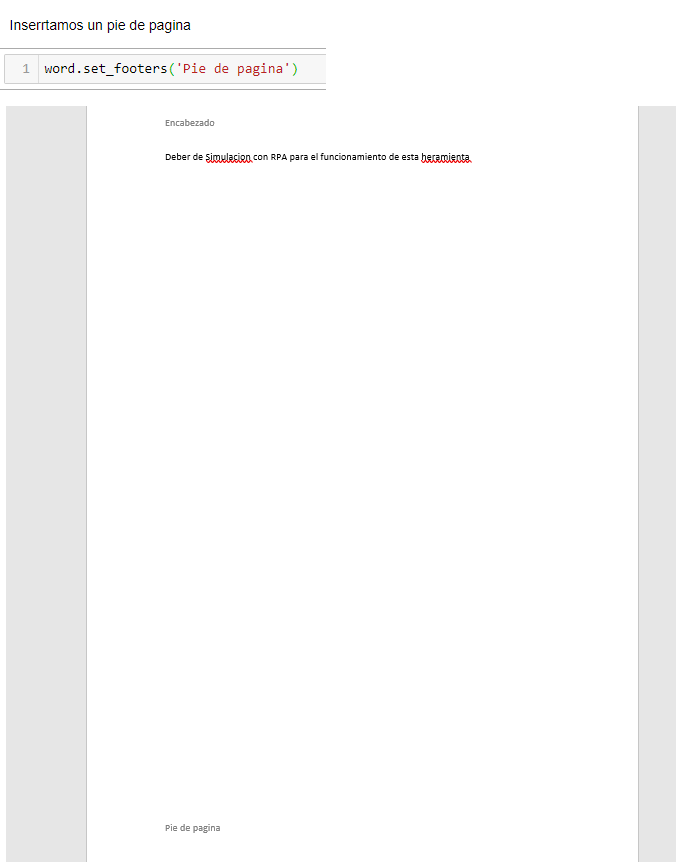 Inserrtamos un pie de pagina
1 word.set_footers('Pie de pagina')
Encabezado
Deber de Simulacion con RPA para el funcionamiento de esta heramienta.
Pie de pagina